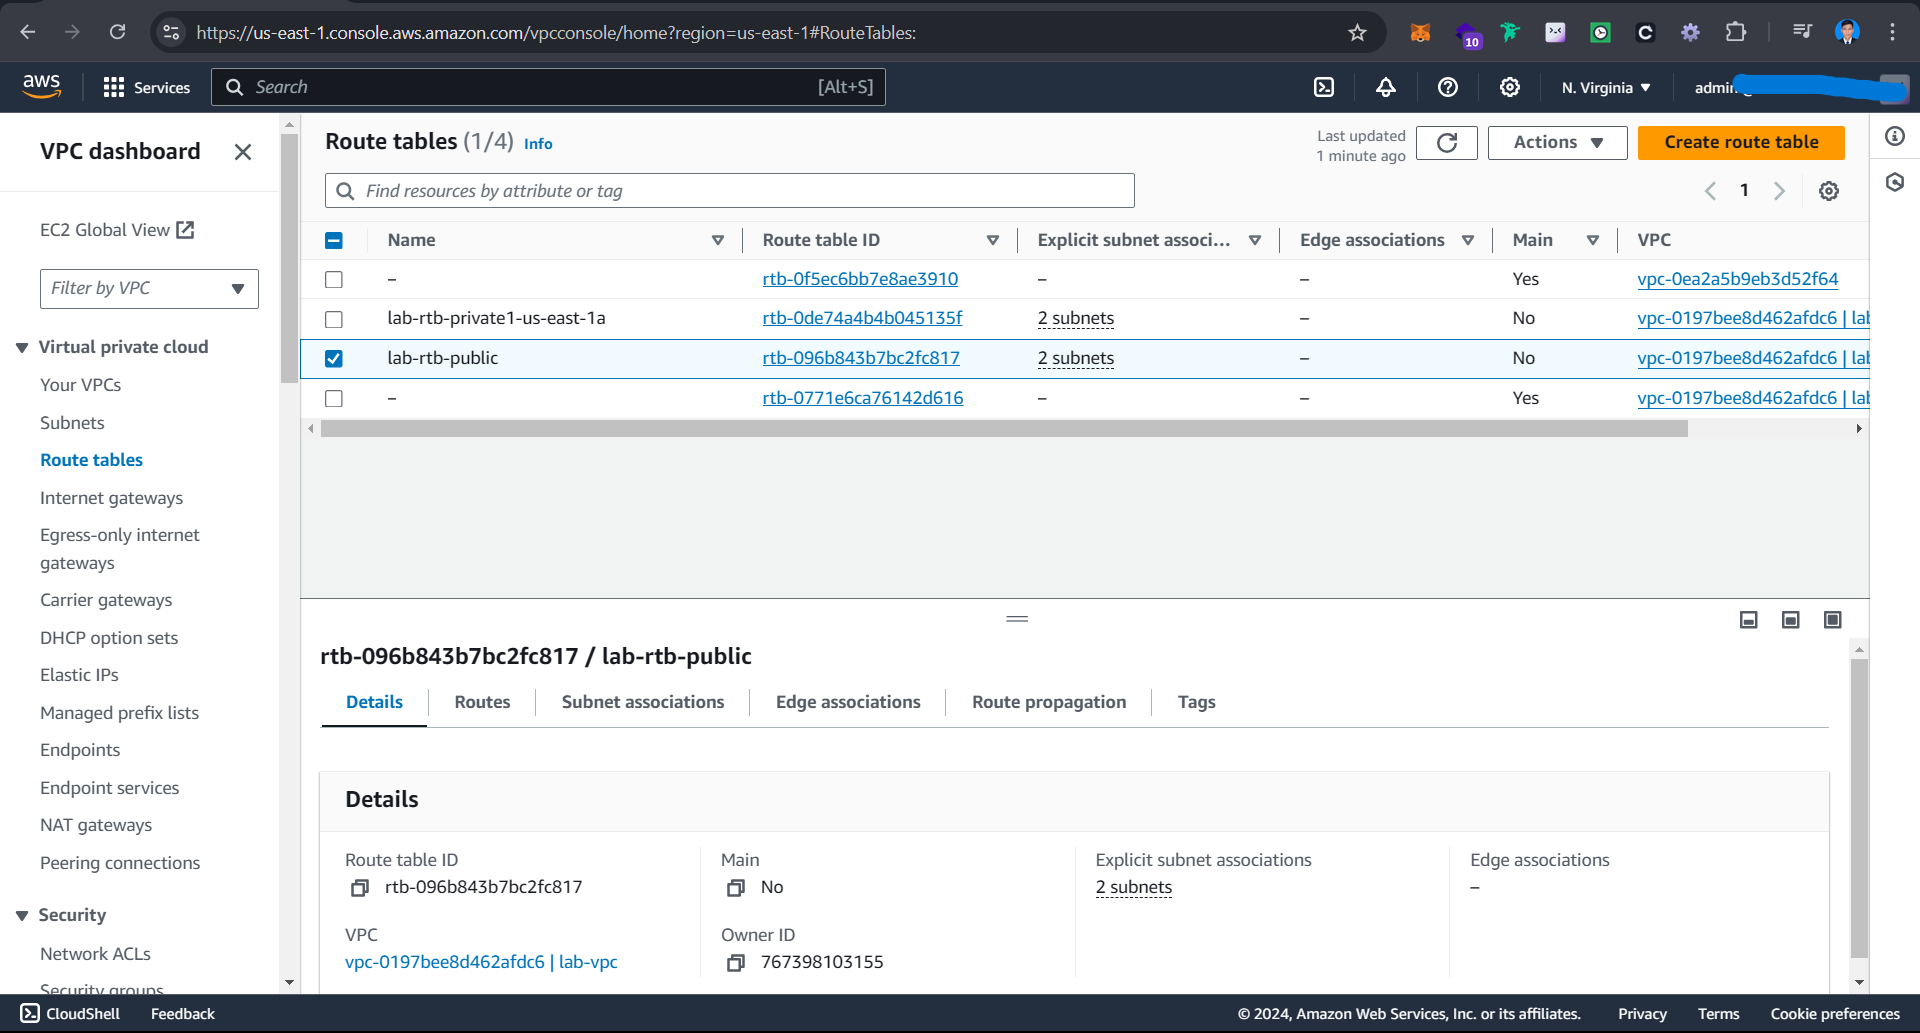 https://us-east-1.console.aws.amazon.com/vpcconsole/home?region=us-east-1#RouteTables:
10
aws
Services
Search
[Alt+S]
N. Virginia
admin
VPC dashboard
EC2 Global View
Filter by VPC
Virtual private cloud
Your VPCs
Subnets
Route tables
Internet gateways
Egress-only internet
gateways
Carrier gateways
DHCP option sets
Elastic IPs
Managed prefix lists
Endpoints
Endpoint services
NAT gateways
Peering connections
Security
Network ACLs
Security groups
Route tables (1/4) Info
Last updated
1 minute ago
Actions
Create route table
Find resources by attribute or tag
1
Name Route table ID Explicit subnet associ... Edge associations Main VPC
– rtb-0f5ec6bb7e8ae3910 – – Yes vpc-0ea2a5b9eb3d52f64
lab-rtb-private1-us-east-1a rtb-0de74a4b4b045135f 2 subnets – No vpc-0197bee8d462afdc6 | lab
lab-rtb-public rtb-096b843b7bc2fc817 2 subnets – No vpc-0197bee8d462afdc6 | lab
– rtb-0771e6ca76142d616 – – Yes vpc-0197bee8d462afdc6 | lab
rtb-096b843b7bc2fc817 / lab-rtb-public
Details Routes Subnet associations Edge associations Route propagation Tags
Details
Route table ID
rtb-096b843b7bc2fc817
Main
No
Explicit subnet associations
2 subnets
Edge associations
–
VPC
vpc-0197bee8d462afdc6 | lab-vpc
Owner ID
767398103155
CloudShell Feedback © 2024, Amazon Web Services, Inc. or its affiliates. Privacy Terms Cookie preferences